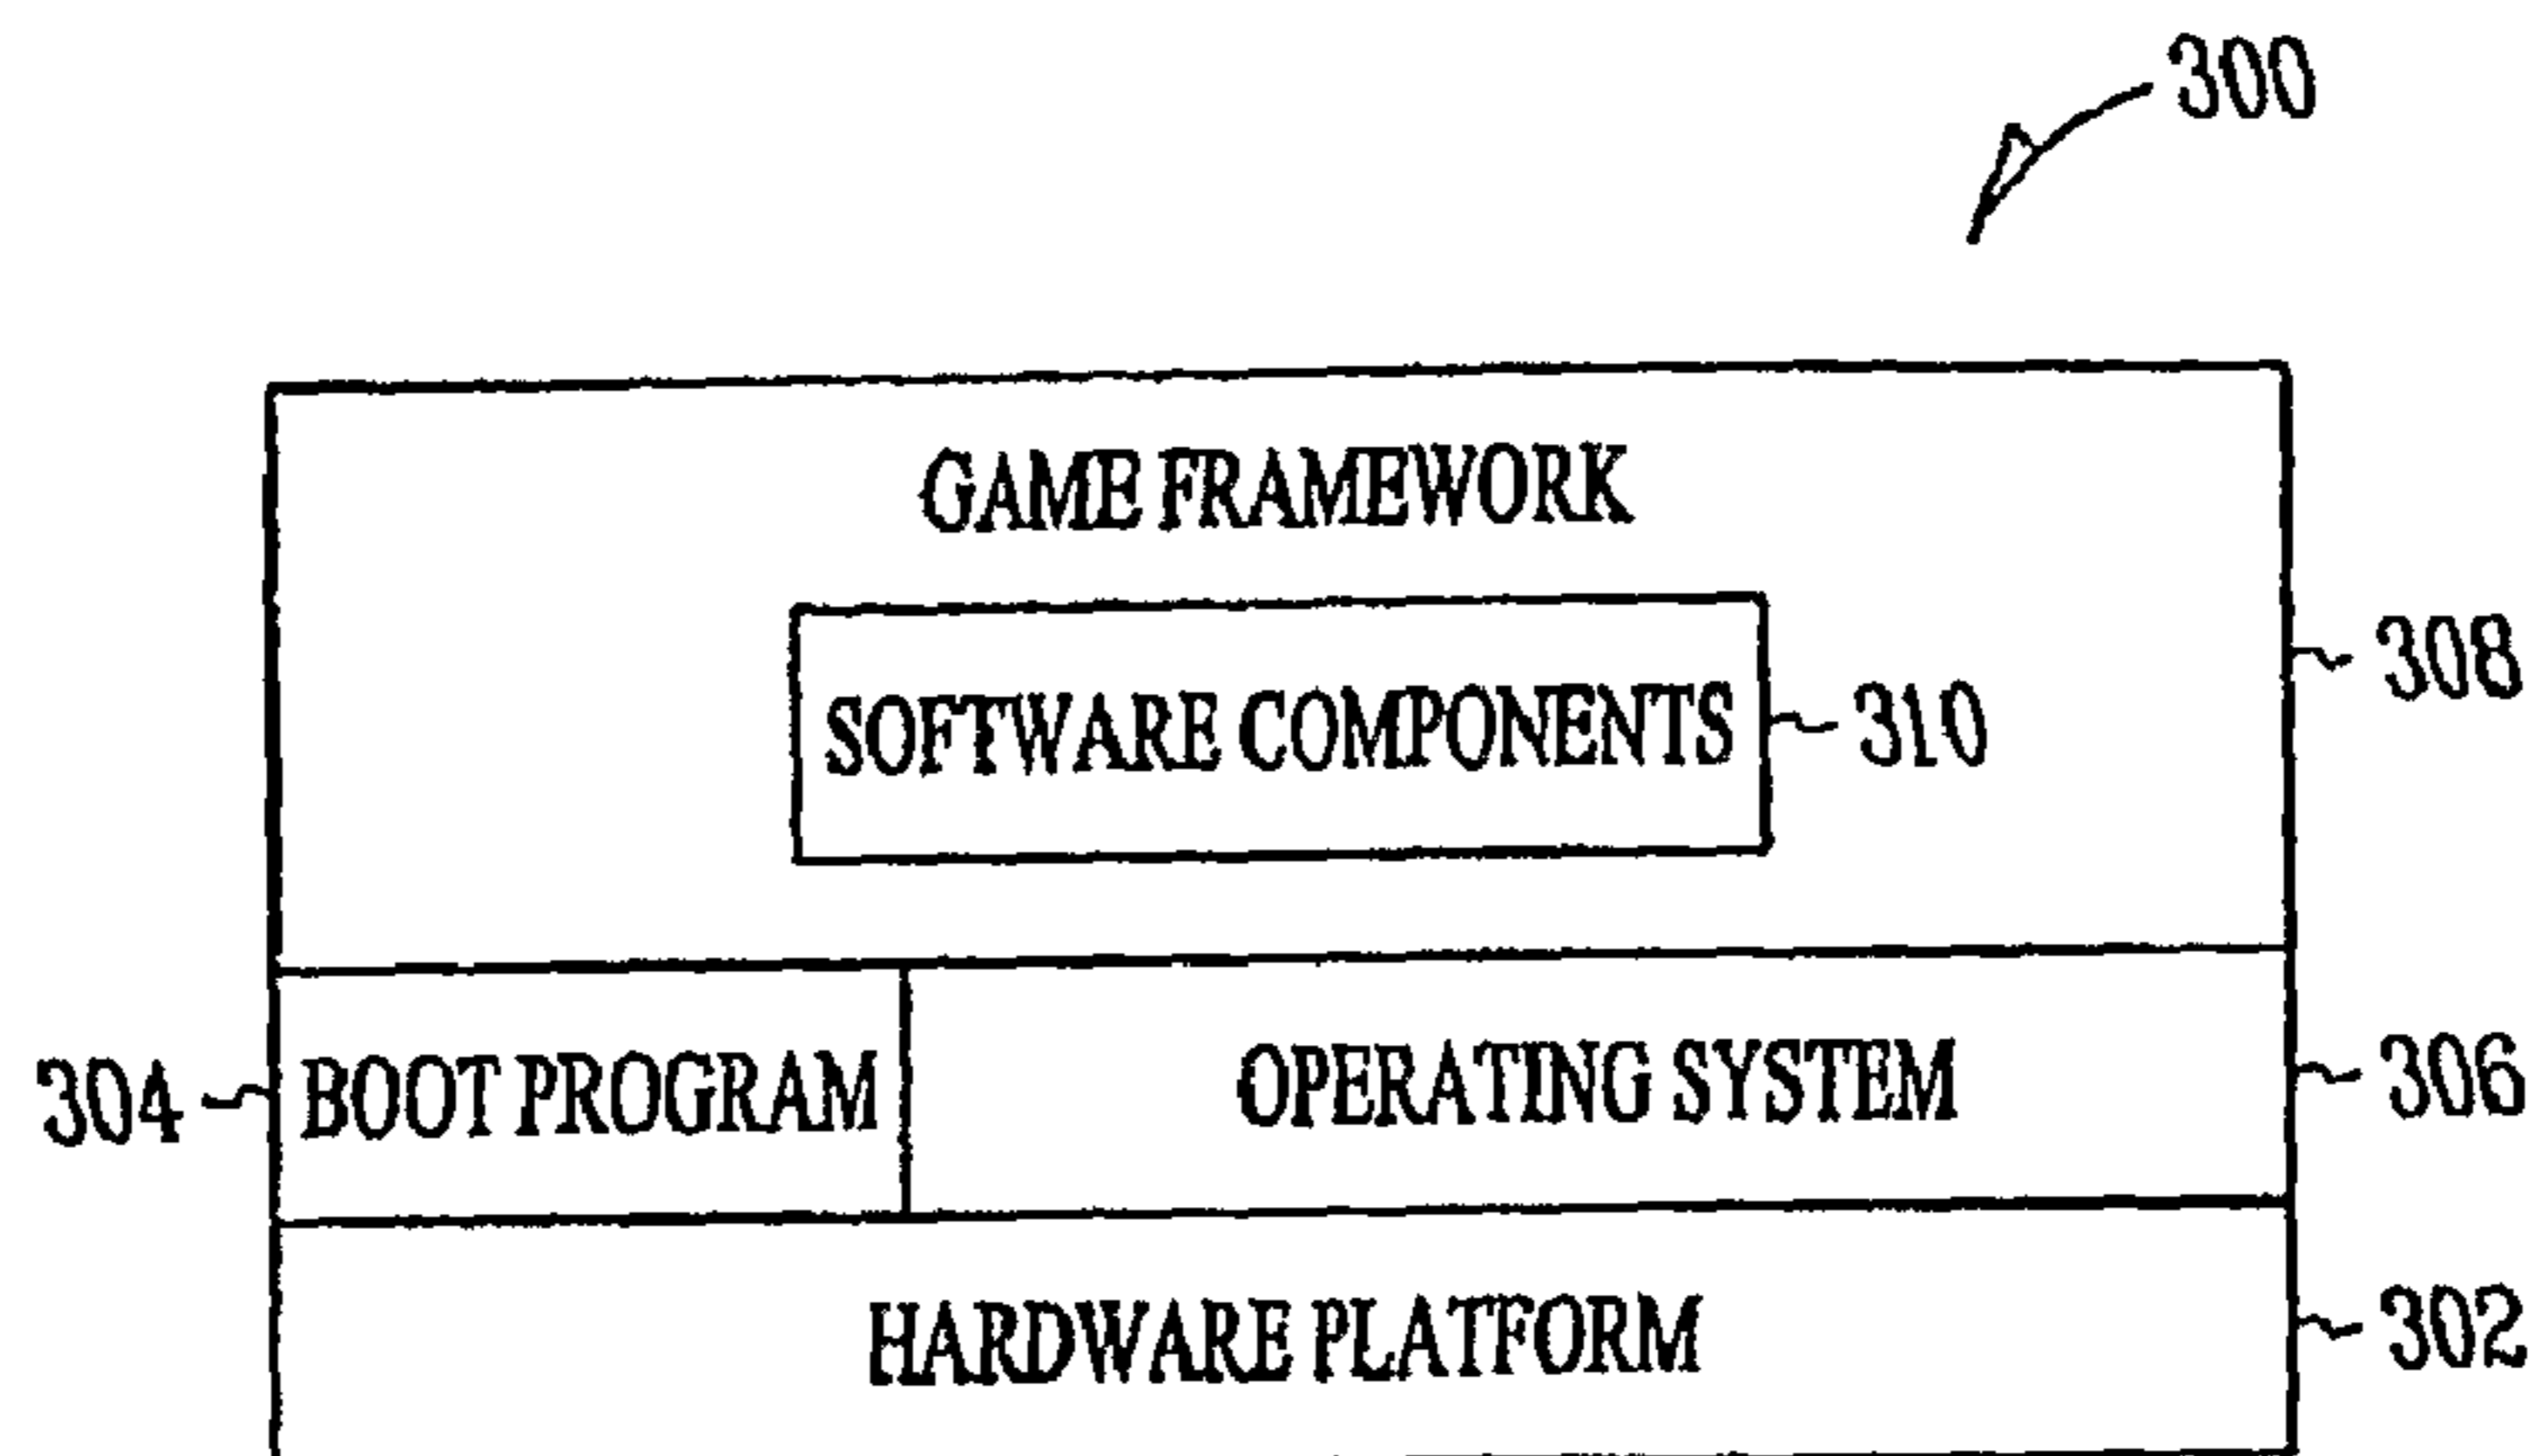 300
GAME FRAMEWORK
308
SOFTWARE COMPONENTS
310
304
BOOT PROGRAM
OPERATING SYSTEM
306
HARDWARE PLATFORM
302